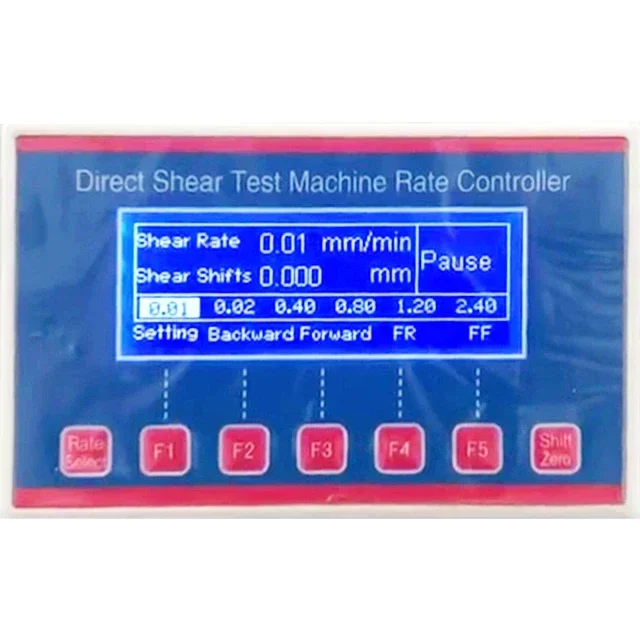 Direct Shear Test Machine Rate Controller
Shear Rate 0.01 mm/min
Pause
Shear Shifts 0.000 mm
0.01 0.02 0.40 0.80 1.20 2.40
Setting Backward Forward FR FF
Rate Select F1 F2 F3 F4 F5 Shift Zero